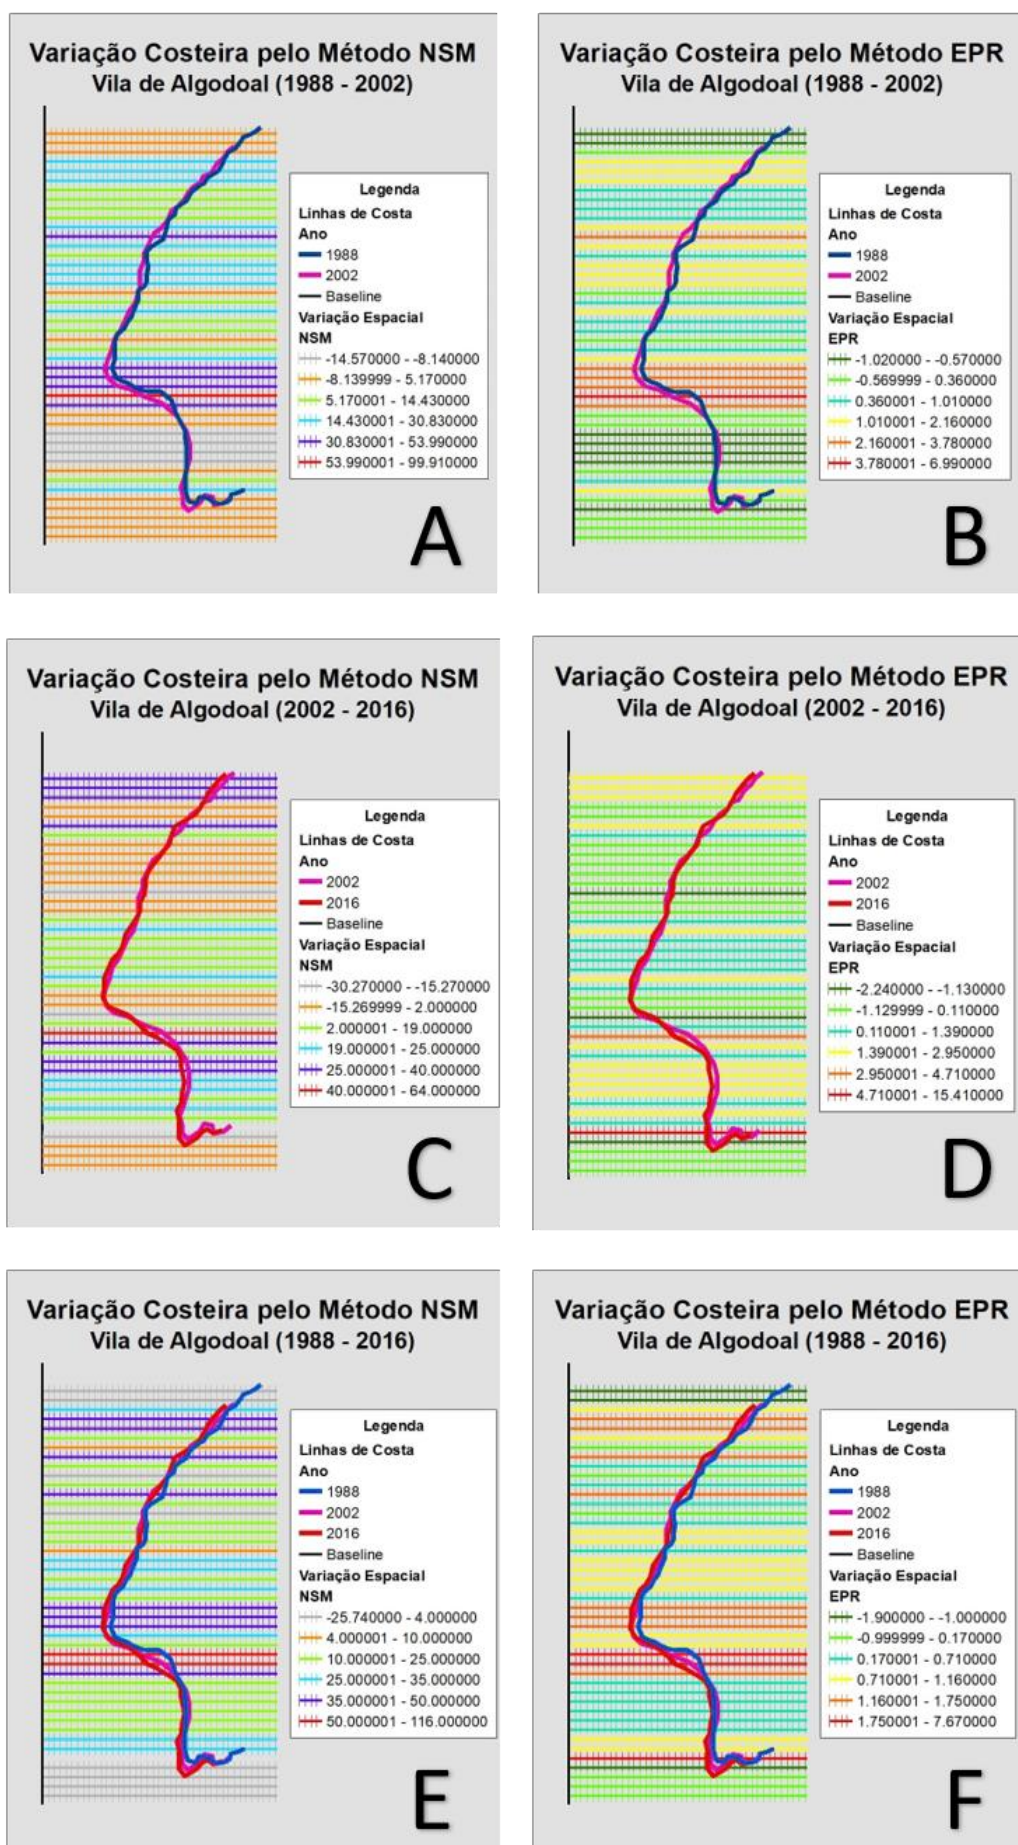 Variação Costeira pelo Método NSM
Vila de Algodoal (1988 - 2002)
Legenda
Linhas de Costa
Ano
1988
2002
Baseline
Variação Espacial
NSM
-14.570000 - -8.140000
-8.139999 - 5.170000
5.170001 - 14.430000
14.430001 - 30.830000
30.830001 - 53.990000
53.990001 - 99.910000
A
Variação Costeira pelo Método EPR
Vila de Algodoal (1988 - 2002)
Legenda
Linhas de Costa
Ano
1988
2002
Baseline
Variação Espacial
EPR
-1.020000 - -0.570000
-0.569999 - 0.360000
0.360001 - 1.010000
1.010001 - 2.160000
2.160001 - 3.780000
3.780001 - 6.990000
B
Variação Costeira pelo Método NSM
Vila de Algodoal (2002 - 2016)
Legenda
Linhas de Costa
Ano
2002
2016
Baseline
Variação Espacial
NSM
-30.270000 - -15.270000
-15.269999 - 2.000000
2.000001 - 19.000000
19.000001 - 25.000000
25.000001 - 40.000000
40.000001 - 64.000000
C
Variação Costeira pelo Método EPR
Vila de Algodoal (2002 - 2016)
Legenda
Linhas de Costa
Ano
2002
2016
Baseline
Variação Espacial
EPR
-2.240000 - -1.130000
-1.129999 - 0.110000
0.110001 - 1.390000
1.390001 - 2.950000
2.950001 - 4.710000
4.710001 - 15.410000
D
Variação Costeira pelo Método NSM
Vila de Algodoal (1988 - 2016)
Legenda
Linhas de Costa
Ano
1988
2002
2016
Baseline
Variação Espacial
NSM
-25.740000 - 4.000000
4.000001 - 10.000000
10.000001 - 25.000000
25.000001 - 35.000000
35.000001 - 50.000000
50.000001 - 116.000000
E
Variação Costeira pelo Método EPR
Vila de Algodoal (1988 - 2016)
Legenda
Linhas de Costa
Ano
1988
2002
2016
Baseline
Variação Espacial
EPR
-1.900000 - -1.000000
-0.999999 - 0.170000
0.170001 - 0.710000
0.710001 - 1.160000
1.160001 - 1.750000
1.750001 - 7.670000
F